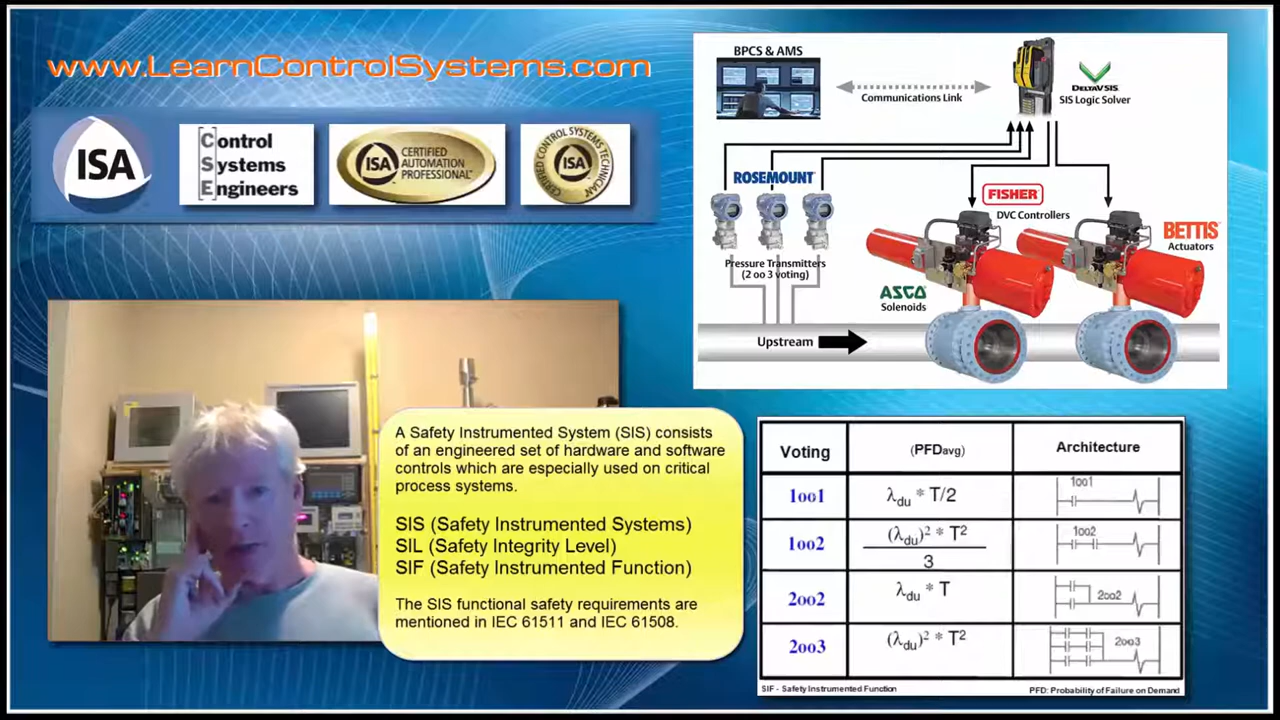 www.LearnControlSystems.com
ISA
Control
Systems
Engineers
ISA CERTIFIED
AUTOMATION
PROFESSIONAL™
CERTIFIED CONTROL SYSTEMS TECHNICIAN
ISA
BPCS & AMS
Communications Link
DELTAV SIS
SIS Logic Solver
ROSEMOUNT
FISHER
DVC Controllers
BETTIS
Actuators
Pressure Transmitters
(2 oo 3 voting)
ASCO
Solenoids
Upstream
A Safety Instrumented System (SIS) consists
of an engineered set of hardware and software
controls which are especially used on critical
process systems.
SIS (Safety Instrumented Systems)
SIL (Safety Integrity Level)
SIF (Safety Instrumented Function)
The SIS functional safety requirements are
mentioned in IEC 61511 and IEC 61508.
Voting (PFDavg) Architecture
1oo1 λdu * T/2 1oo1
1oo2 (λdu)² * T² 1oo2
3
2oo2 λdu * T 2oo2
2oo3 (λdu)² * T² 2oo3
SIF - Safety Instrumented Function PFD: Probability of Failure on Demand